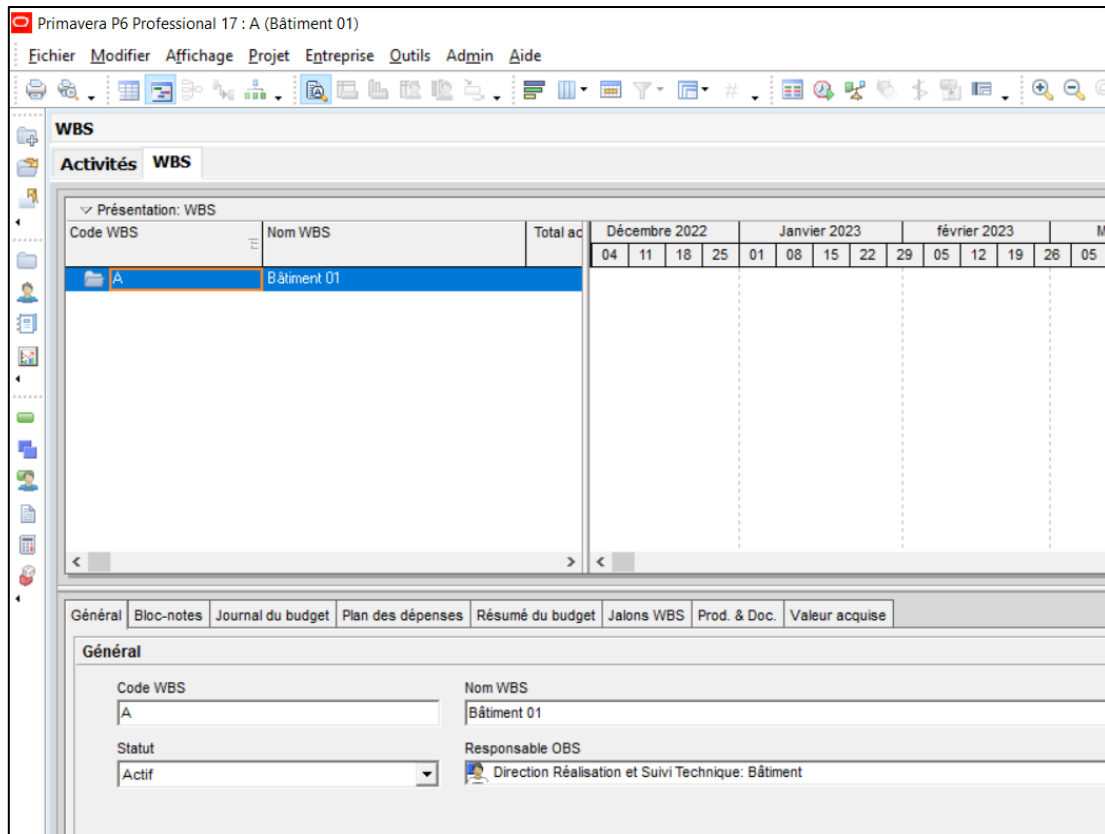 Primavera P6 Professional 17 : A (Bâtiment 01)
Fichier Modifier Affichage Projet Entreprise Outils Admin Aide
WBS
Activités WBS
Présentation: WBS
Code WBS Nom WBS Total ac Décembre 2022 Janvier 2023 février 2023 M
04 11 18 25 01 08 15 22 29 05 12 19 26 05
A Bâtiment 01
Général Bloc-notes Journal du budget Plan des dépenses Résumé du budget Jalons WBS Prod. & Doc. Valeur acquise
Général
Code WBS Nom WBS
A Bâtiment 01
Statut Responsable OBS
Actif Direction Réalisation et Suivi Technique: Bâtiment